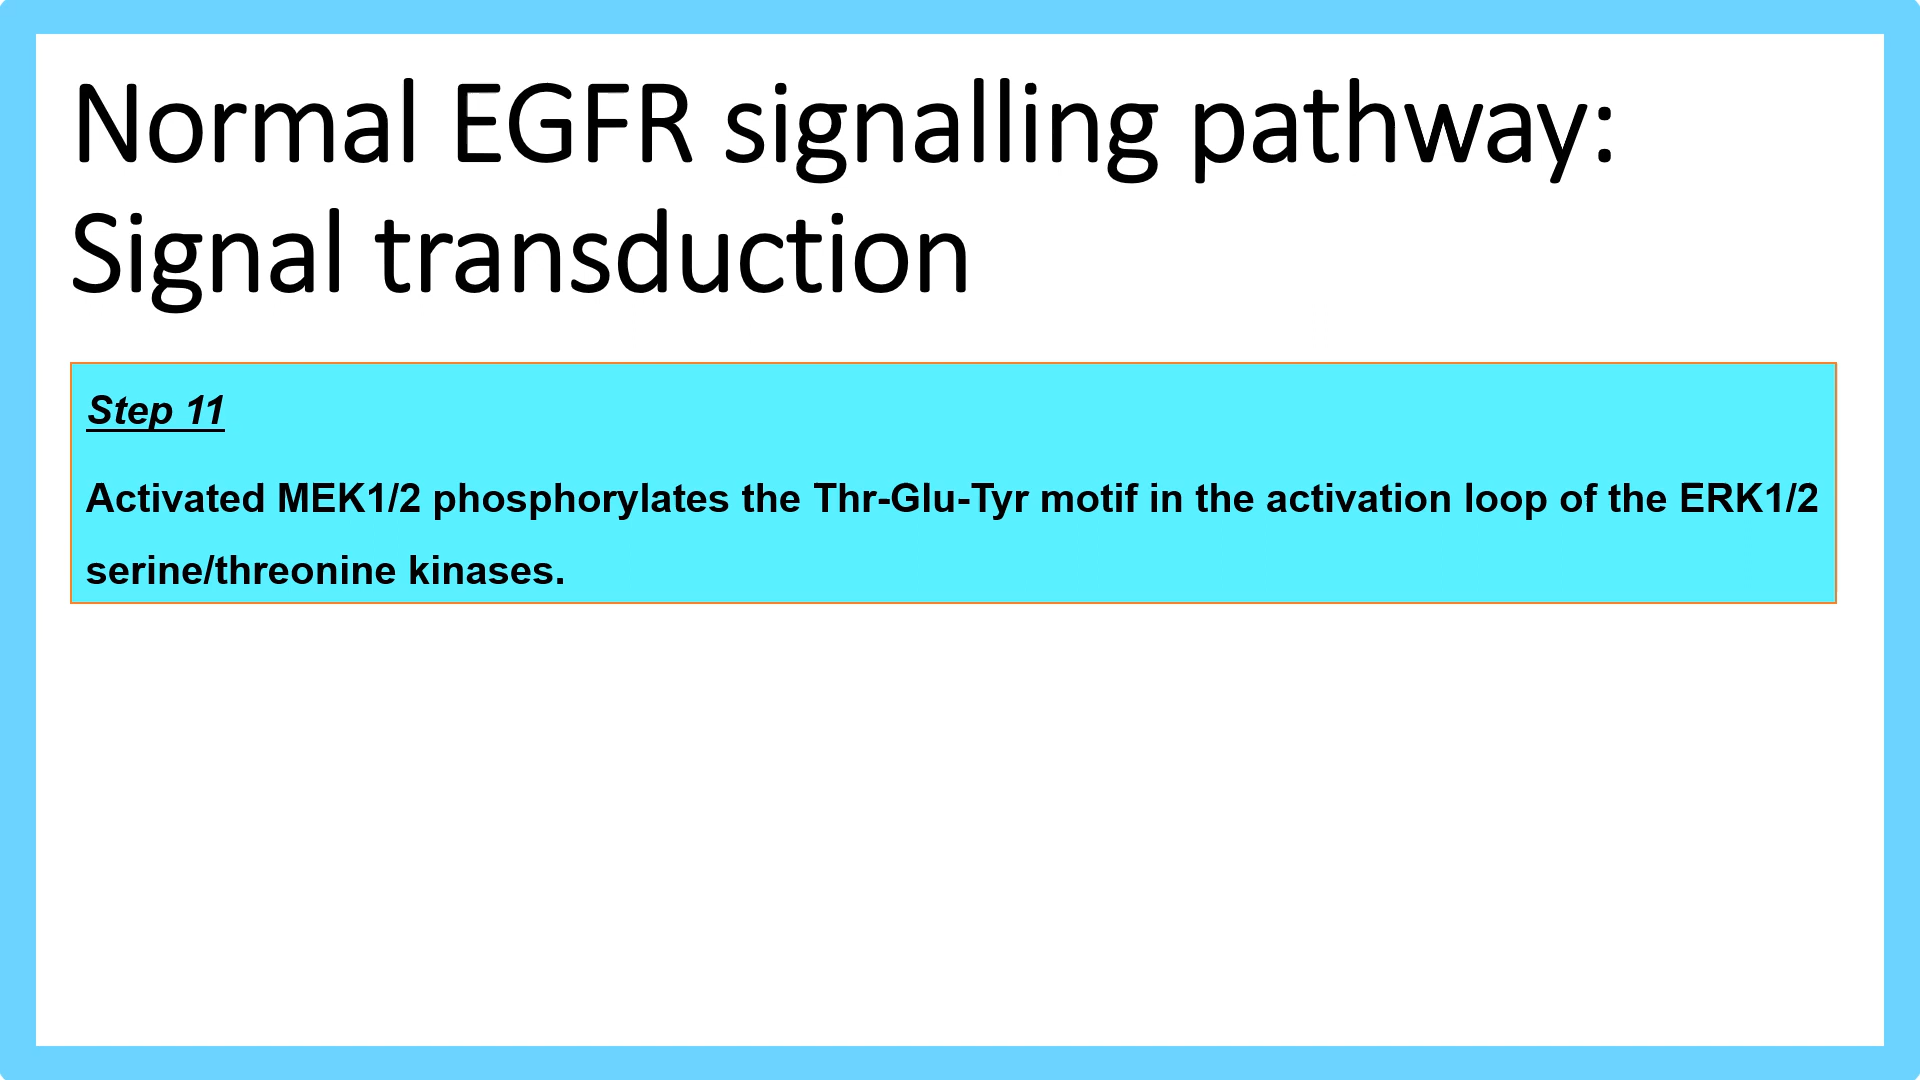 Normal EGFR signalling pathway:
Signal transduction
Step 11
Activated MEK1/2 phosphorylates the Thr-Glu-Tyr motif in the activation loop of the ERK1/2
serine/threonine kinases.